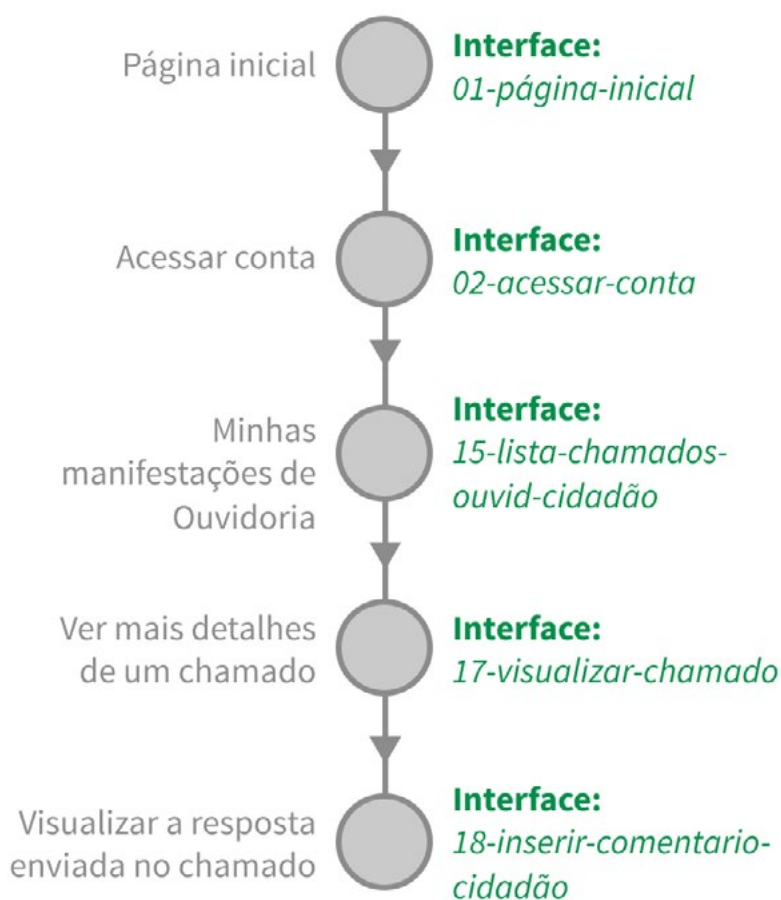 Página inicial
Interface:
01-página-inicial
Acessar conta
Interface:
02-acessar-conta
Minhas
manifestações de
Ouvidoria
Interface:
15-lista-chamados-
ouvid-cidadão
Ver mais detalhes
de um chamado
Interface:
17-visualizar-chamado
Visualizar a resposta
enviada no chamado
Interface:
18-inserir-comentario-
cidadão